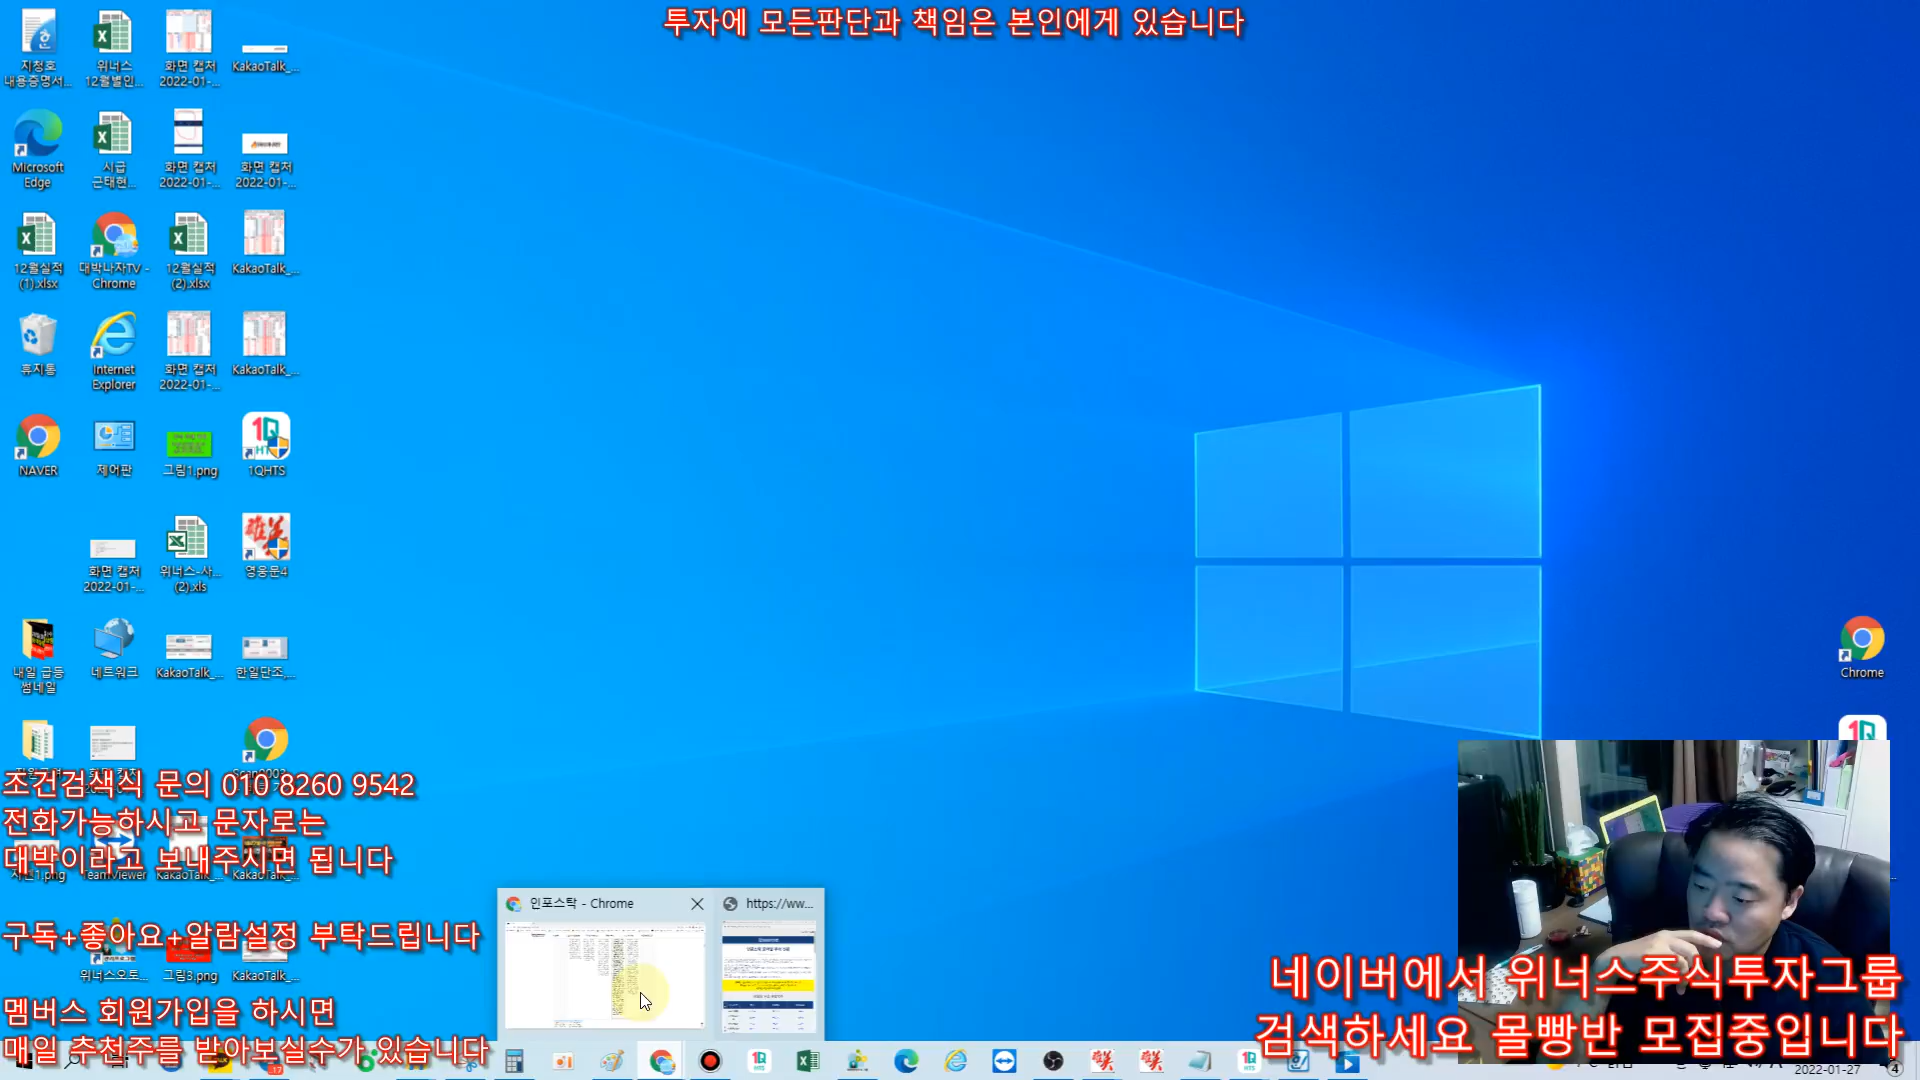 투자에 모든판단과 책임은 본인에게 있습니다
지청호
내용증명서...
위너스
12월별인...
화면 캡처
2022-01-...
KakaoTalk_...
Microsoft
Edge
시급
근태현...
화면 캡처
2022-01-...
화면 캡처
2022-01-...
12월실적
(1).xlsx
대박나자TV -
Chrome
12월실적
(2).xlsx
KakaoTalk_...
휴지통
Internet
Explorer
화면 캡처
2022-01-...
KakaoTalk_...
NAVER
제어판
그림1.png
1QHTS
화면 캡처
2022-01-...
위너스-사...
(2).xls
영웅문4
내일 급등
썸네일
네트워크
KakaoTalk_...
한일단조,...
Chrome
조건검색식 문의 010 8260 9542
전화가능하시고 문자로는
대박이라고 보내주시면 됩니다
TeamViewer
KakaoTalk_...
KakaoTalk_...
구독+좋아요+알람설정 부탁드립니다
위너스오토...
그림3.png
KakaoTalk_...
멤버스 회원가입을 하시면
매일 추천주를 받아보실수가 있습니다
인포스탁 - Chrome
https://ww...
네이버에서 위너스주식투자그룹
검색하세요 몰빵반 모집중입니다
2022-01-27
4